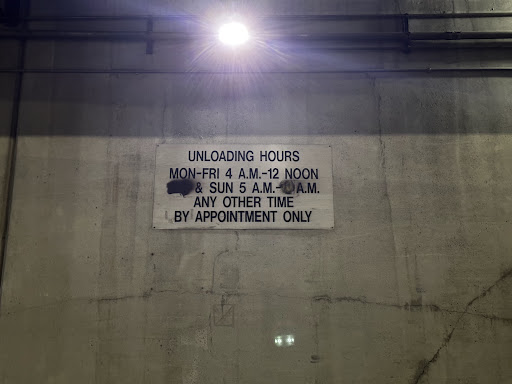 UNLOADING HOURS
MON-FRI 4 A.M.-12 NOON
& SUN 5 A.M.- A.M.
ANY OTHER TIME
BY APPOINTMENT ONLY